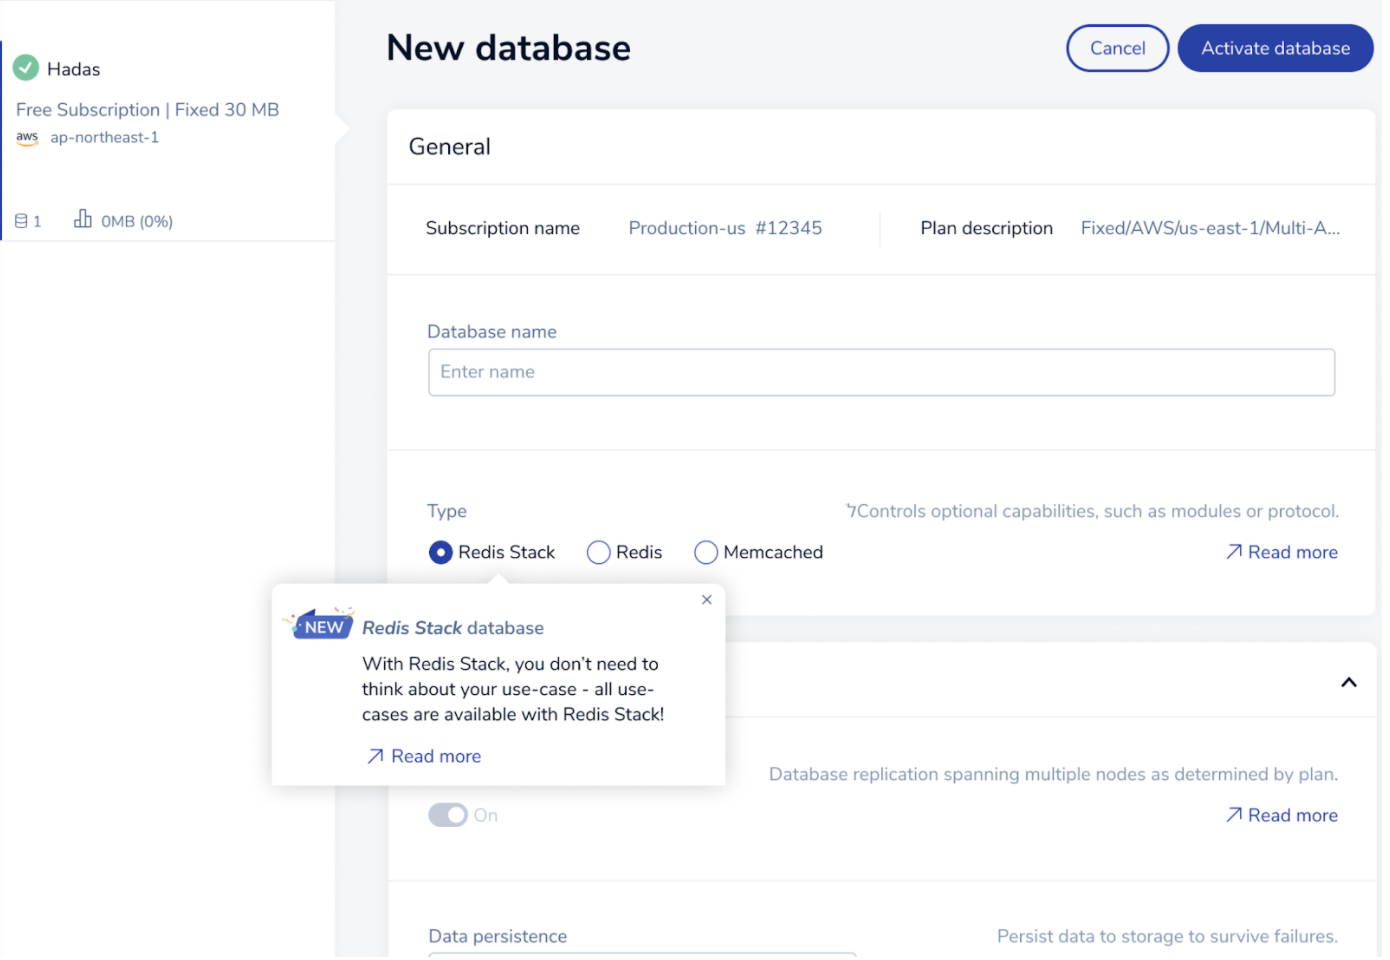 Hadas
Free Subscription | Fixed 30 MB
aws ap-northeast-1
1 0MB (0%)
New database
Cancel
Activate database
General
Subscription name Production-us #12345 Plan description Fixed/AWS/us-east-1/Multi-A...
Database name
Enter name
Type
לControls optional capabilities, such as modules or protocol.
Redis Stack Redis Memcached
Read more
NEW Redis Stack database
With Redis Stack, you don’t need to
think about your use-case - all use-
cases are available with Redis Stack!
Read more
Database replication spanning multiple nodes as determined by plan.
On
Read more
Data persistence
Persist data to storage to survive failures.